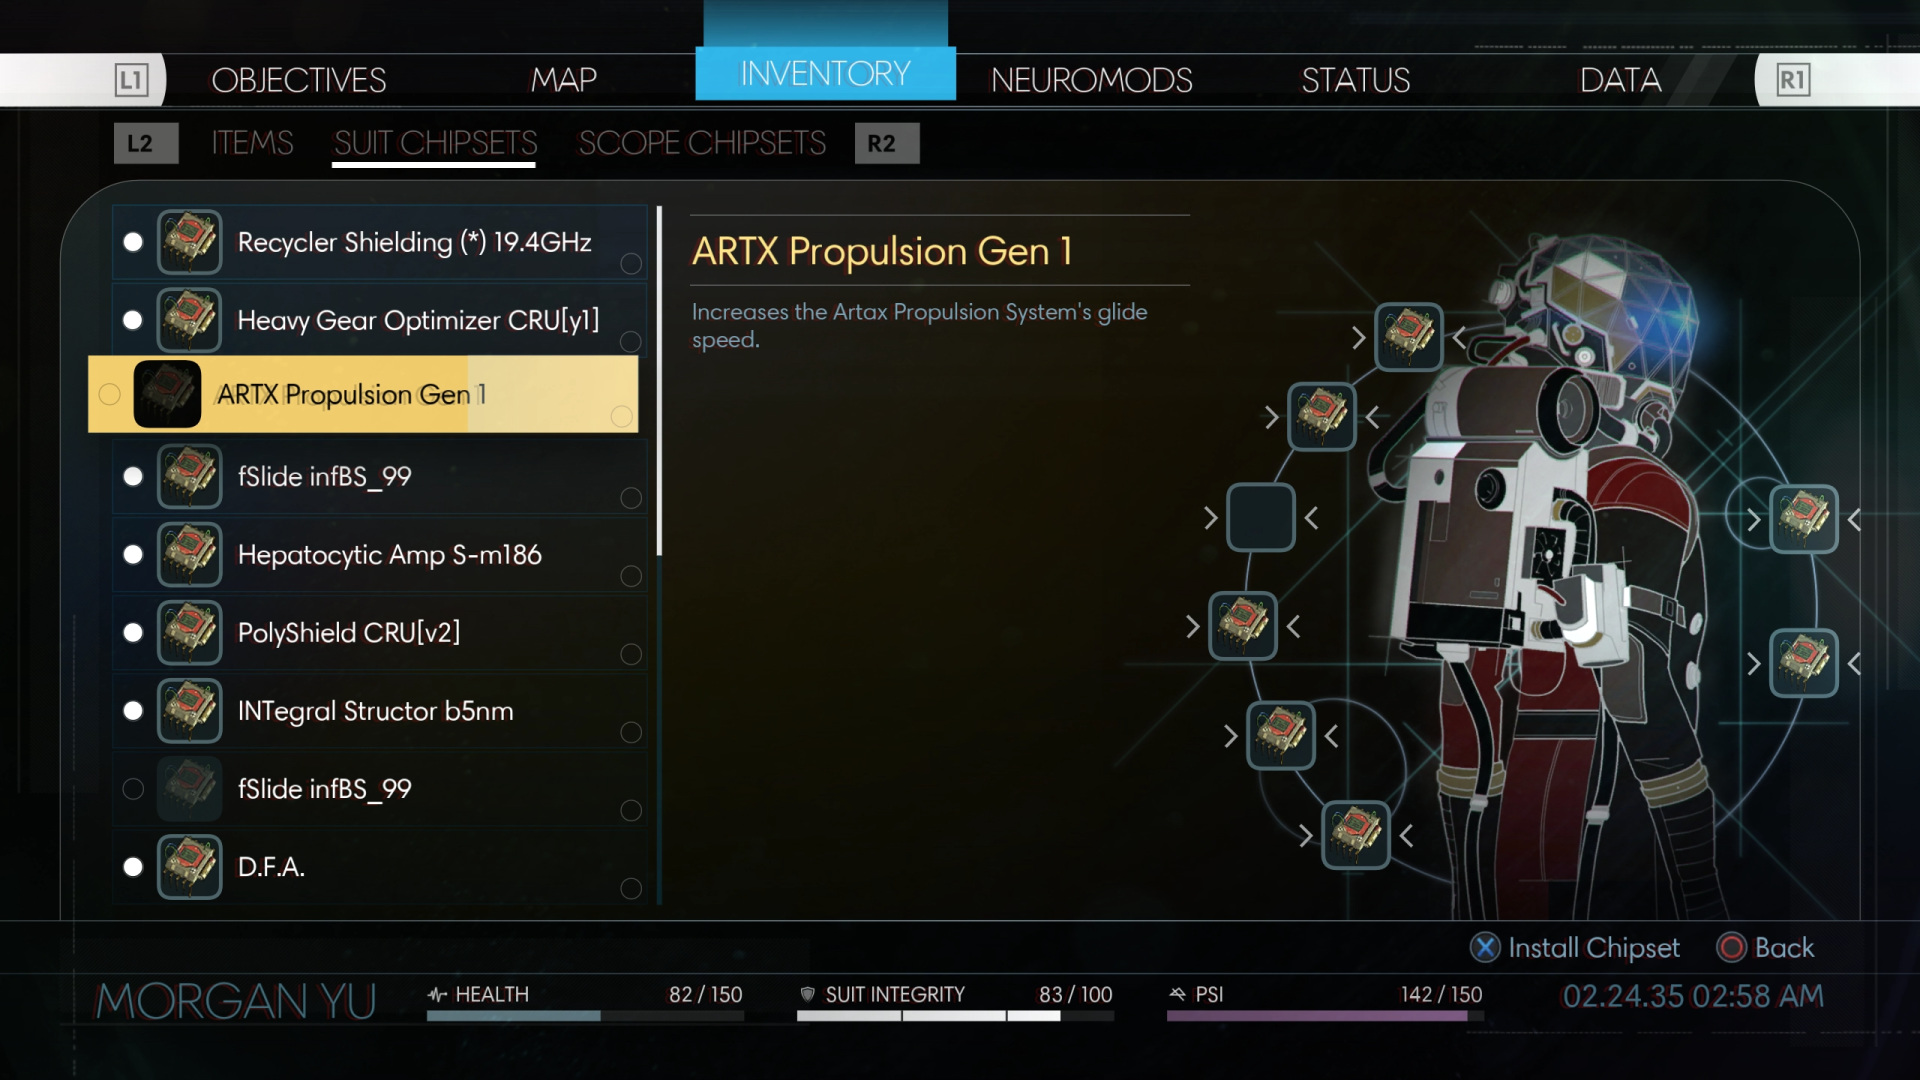 L1 OBJECTIVES MAP INVENTORY NEUROMODS STATUS DATA R1
L2 ITEMS SUIT CHIPSETS SCOPE CHIPSETS R2
Recycler Shielding (*) 19.4GHz
Heavy Gear Optimizer CRU[y1]
ARTX Propulsion Gen 1
fSlide infBS_99
Hepatocytic Amp S-m186
PolyShield CRU[v2]
INTegral Structor b5nm
fSlide infBS_99
D.F.A.
ARTX Propulsion Gen 1
Increases the Artax Propulsion System's glide
speed.
Install Chipset Back
MORGAN YU HEALTH 82 / 150 SUIT INTEGRITY 83 / 100 PSI 142 / 150 02.24.35 02:58 AM